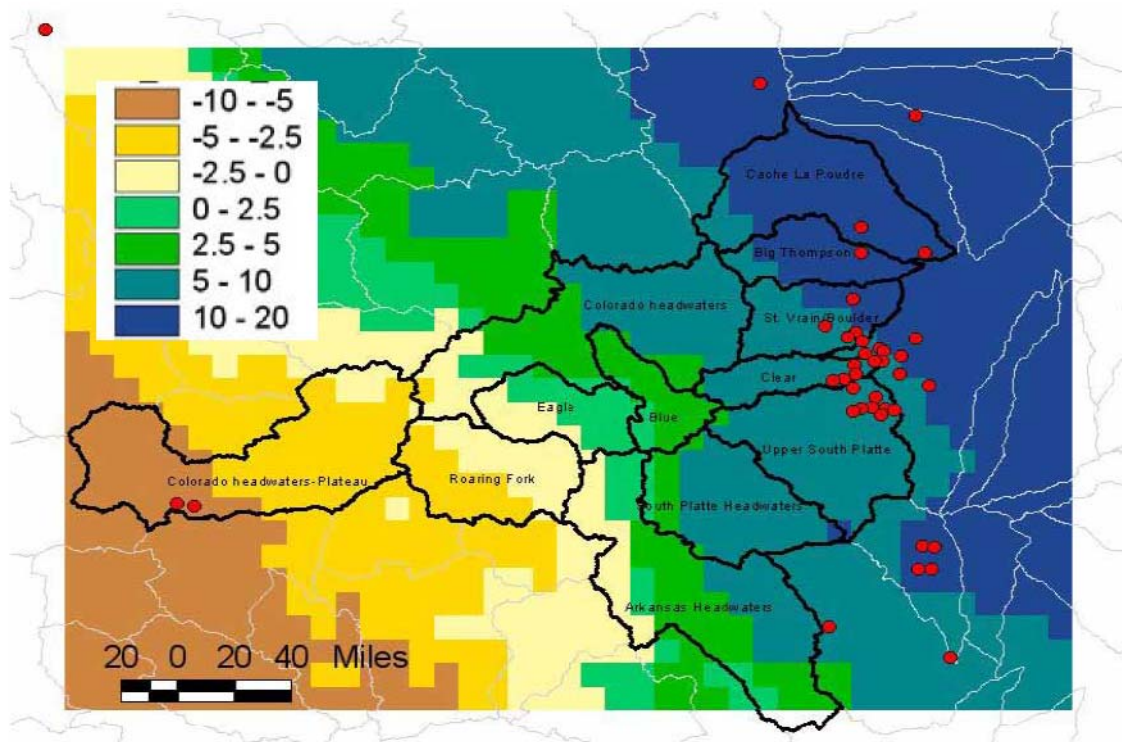 -10 - -5
-5 - -2.5
-2.5 - 0
0 - 2.5
2.5 - 5
5 - 10
10 - 20
Cache La Poudre
Big Thompson
Colorado headwaters
St. Vrain/Boulder
Clear
Eagle
Blue
Upper South Platte
Colorado headwaters-Plateau
Roaring Fork
South Platte Headwaters
Arkansas Headwaters
20 0 20 40 Miles